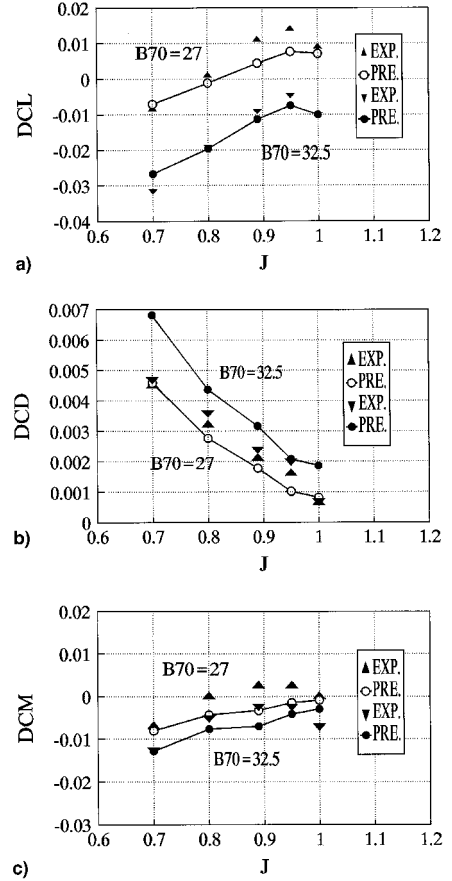 0.02
0.01
0
-0.01
-0.02
-0.03
-0.04
DCL
B70=27
B70=32.5
EXP.
PRE.
EXP.
PRE.
0.6 0.7 0.8 0.9 1 1.1 1.2
a)
J
0.007
0.006
0.005
0.004
0.003
0.002
0.001
0
DCD
B70=32.5
B70=27
EXP.
PRE.
EXP.
PRE.
0.6 0.7 0.8 0.9 1 1.1 1.2
b)
J
0.02
0.01
0
-0.01
-0.02
-0.03
DCM
B70=27
B70=32.5
EXP.
PRE.
EXP.
PRE.
0.6 0.7 0.8 0.9 1 1.1 1.2
c)
J